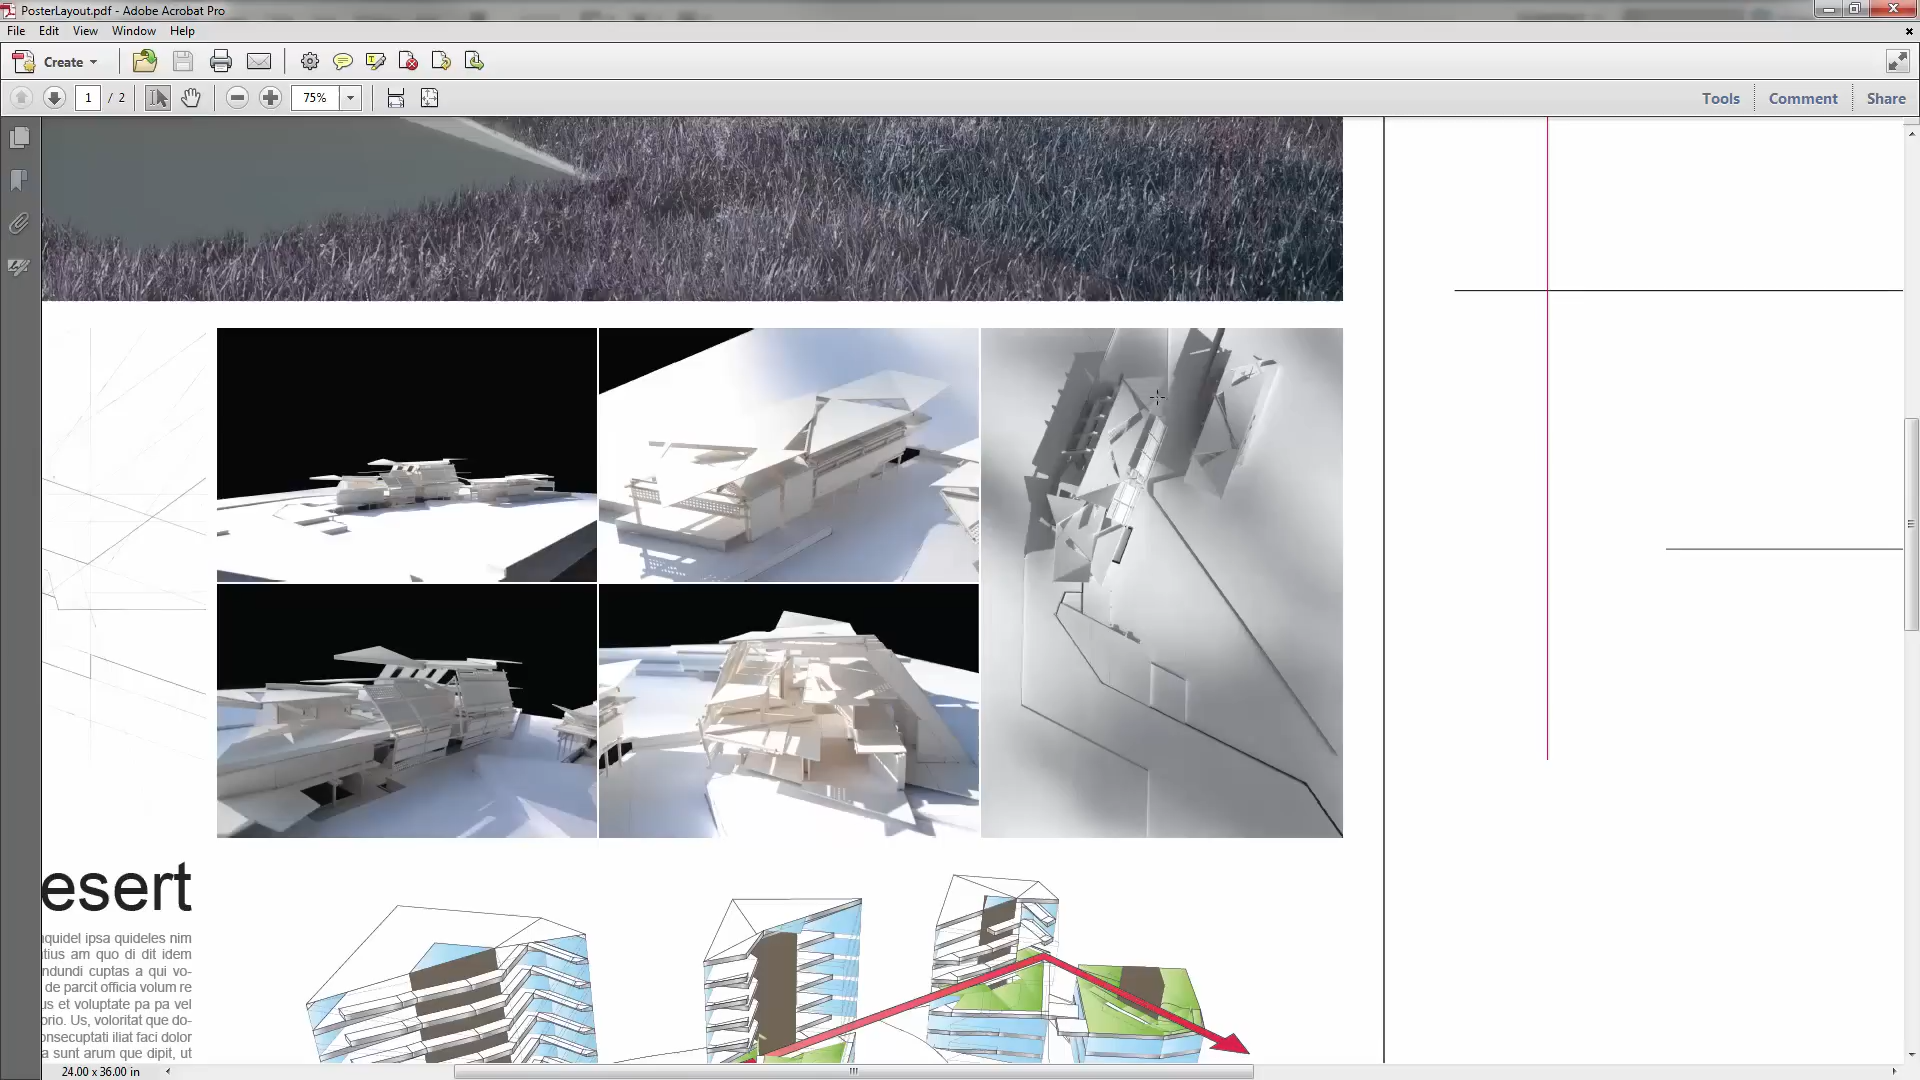 PosterLayout.pdf - Adobe Acrobat Pro
File Edit View Window Help
Create
1 / 2 75% Tools Comment Share
esert
nquidel ipsa quideles nim
ntius am quo di dit idem
ndundi cuptas a qui vo-
de parcit officia volum re
us et voluptate pa pa vel
orio. Us, voloritat que do-
onsecuptati iliat faci dolor
a sunt arum que dipit, ut
24.00 x 36.00 in